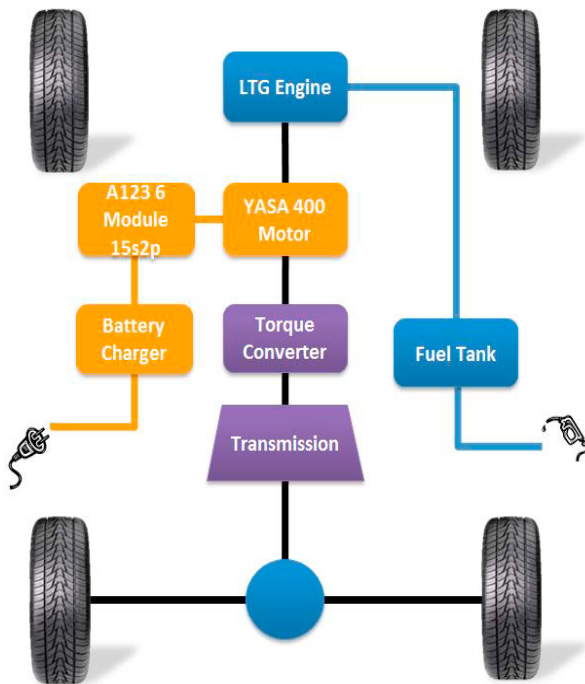 LTG Engine
A123 6
Module
15s2p
YASA 400
Motor
Battery
Charger
Torque
Converter
Fuel Tank
Transmission